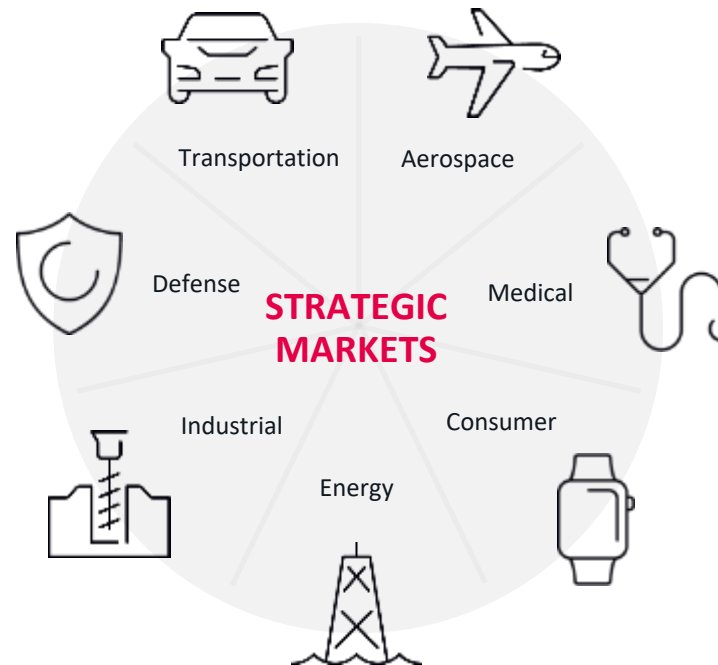 Transportation
Aerospace
Defense
Medical
STRATEGIC
MARKETS
Industrial
Consumer
Energy